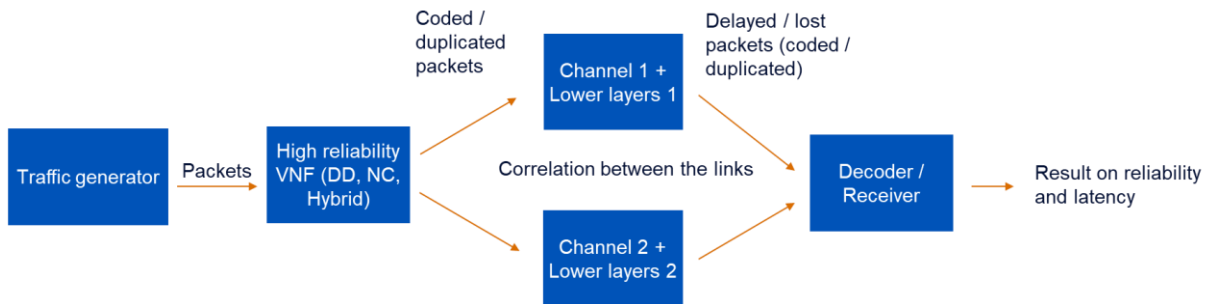 Traffic generator
Packets
High reliability
VNF (DD, NC,
Hybrid)
Coded /
duplicated
packets
Channel 1 +
Lower layers 1
Correlation between the links
Channel 2 +
Lower layers 2
Delayed / lost
packets (coded /
duplicated)
Decoder /
Receiver
Result on reliability
and latency